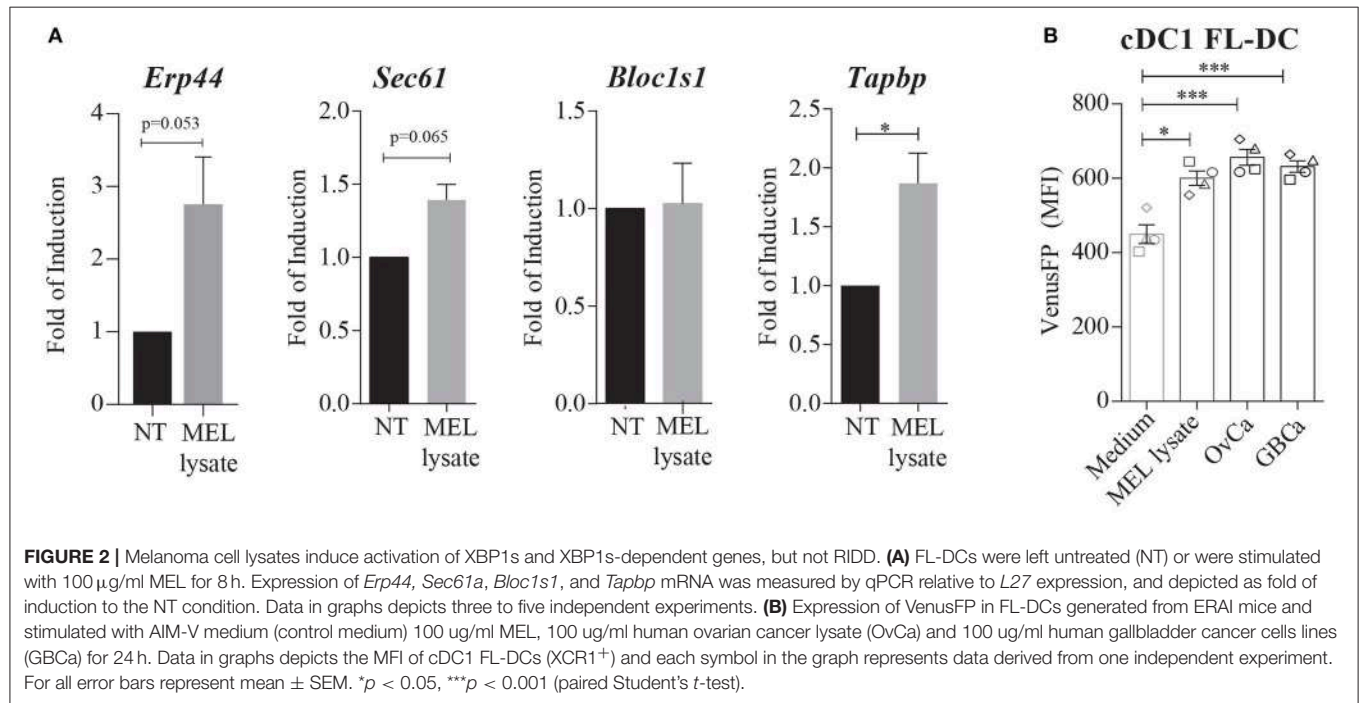 A
Erp44
Fold of Induction
4
3
2
1
0
p=0.053
NT
MEL
lysate
Sec61
Fold of Induction
2.0
1.5
1.0
0.5
0.0
p=0.065
NT
MEL
lysate
Bloc1s1
Fold of Induction
1.5
1.0
0.5
0.0
NT
MEL
lysate
Tapbp
Fold of Induction
2.5
2.0
1.5
1.0
0.5
0.0
*
NT
MEL
lysate
B
cDC1 FL-DC
VenusFP (MFI)
800
600
400
200
0
***
***
*
Medium
MEL lysate
OvCa
GBCa
FIGURE 2 | Melanoma cell lysates induce activation of XBP1s and XBP1s-dependent genes, but not RIDD. (A) FL-DCs were left untreated (NT) or were stimulated
with 100 μg/ml MEL for 8 h. Expression of Erp44, Sec61a, Bloc1s1, and Tapbp mRNA was measured by qPCR relative to L27 expression, and depicted as fold of
induction to the NT condition. Data in graphs depicts three to five independent experiments. (B) Expression of VenusFP in FL-DCs generated from ERAI mice and
stimulated with AIM-V medium (control medium) 100 ug/ml MEL, 100 ug/ml human ovarian cancer lysate (OvCa) and 100 ug/ml human gallbladder cancer cells lines
(GBCa) for 24 h. Data in graphs depicts the MFI of cDC1 FL-DCs (XCR1+) and each symbol in the graph represents data derived from one independent experiment.
For all error bars represent mean ± SEM. *p < 0.05, ***p < 0.001 (paired Student's t-test).